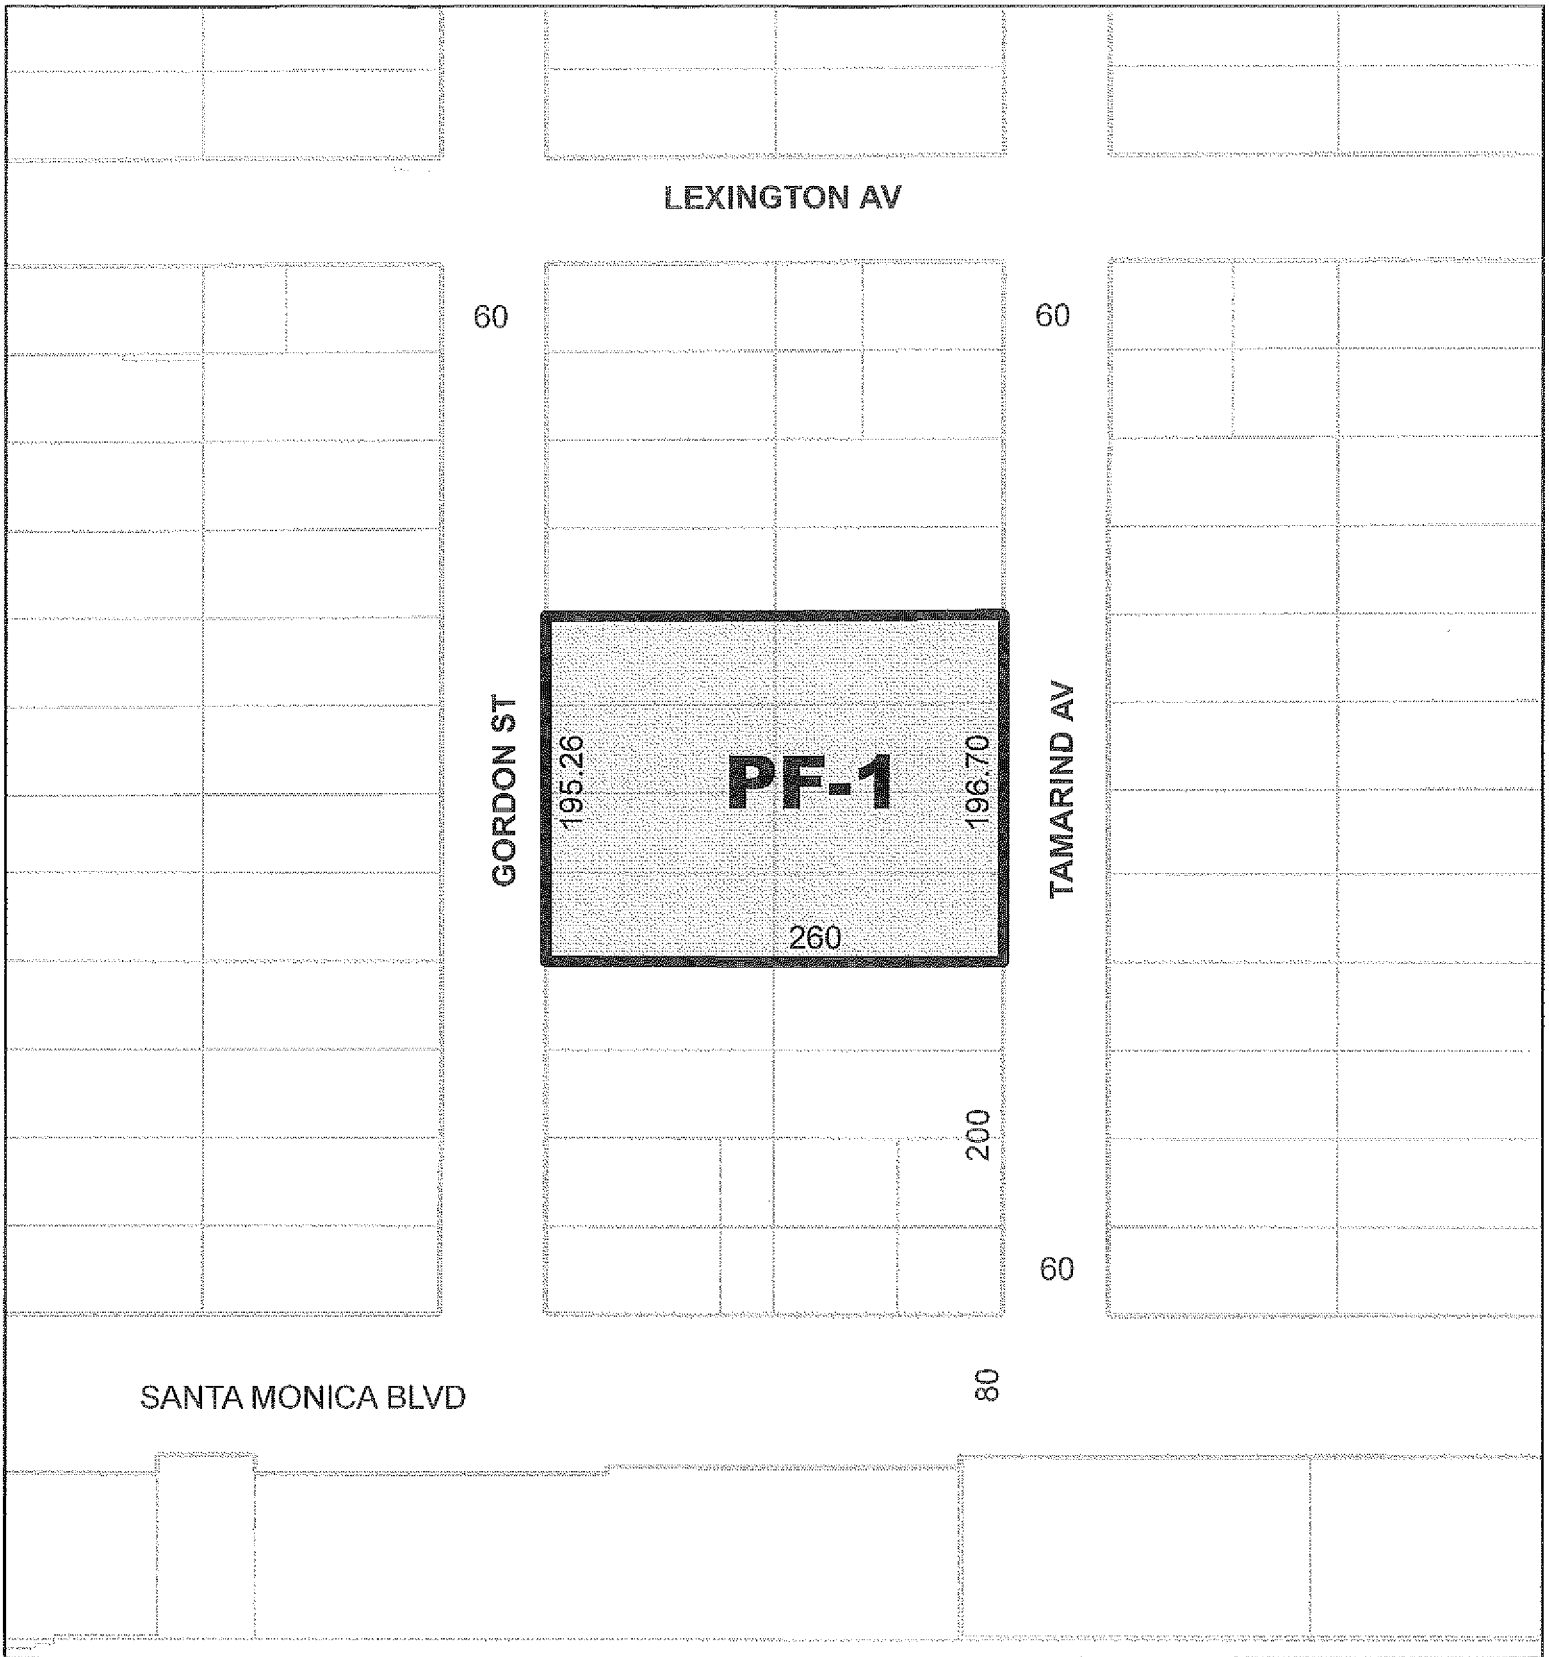 LEXINGTON AV
60
60
GORDON ST
195.26
PF-1
196.70
TAMARIND AV
260
200
60
SANTA MONICA BLVD
80